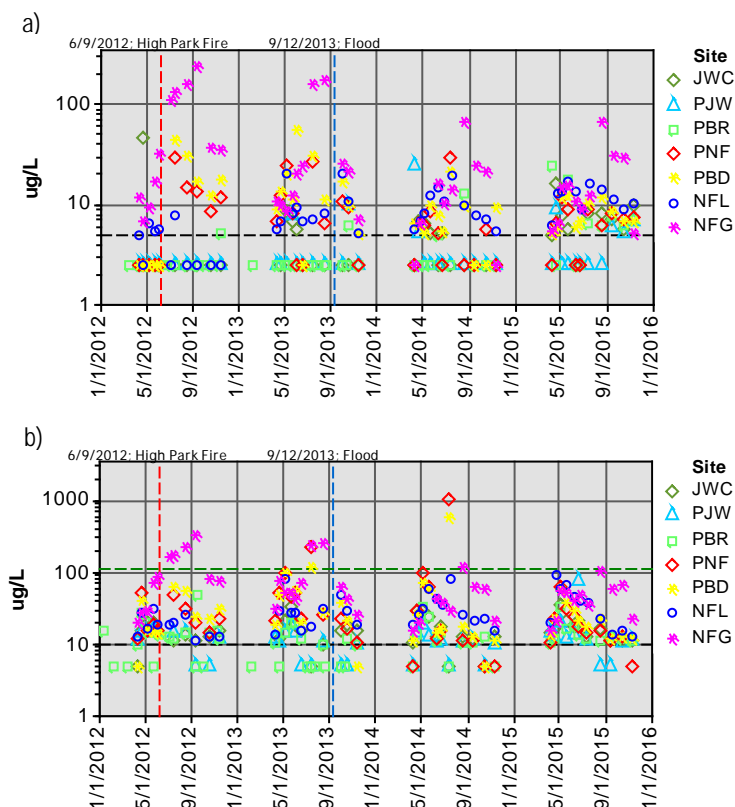 a)
6/9/2012; High Park Fire 9/12/2013; Flood
Site
JWC
PJW
PBR
PNF
PBD
NFL
NFG
ug/L
100
10
1
1/1/2012
5/1/2012
9/1/2012
1/1/2013
5/1/2013
9/1/2013
1/1/2014
5/1/2014
9/1/2014
1/1/2015
5/1/2015
9/1/2015
1/1/2016
b)
6/9/2012; High Park Fire 9/12/2013; Flood
Site
JWC
PJW
PBR
PNF
PBD
NFL
NFG
ug/L
1000
100
10
1
1/1/2012
5/1/2012
9/1/2012
1/1/2013
5/1/2013
9/1/2013
1/1/2014
5/1/2014
9/1/2014
1/1/2015
5/1/2015
9/1/2015
1/1/2016